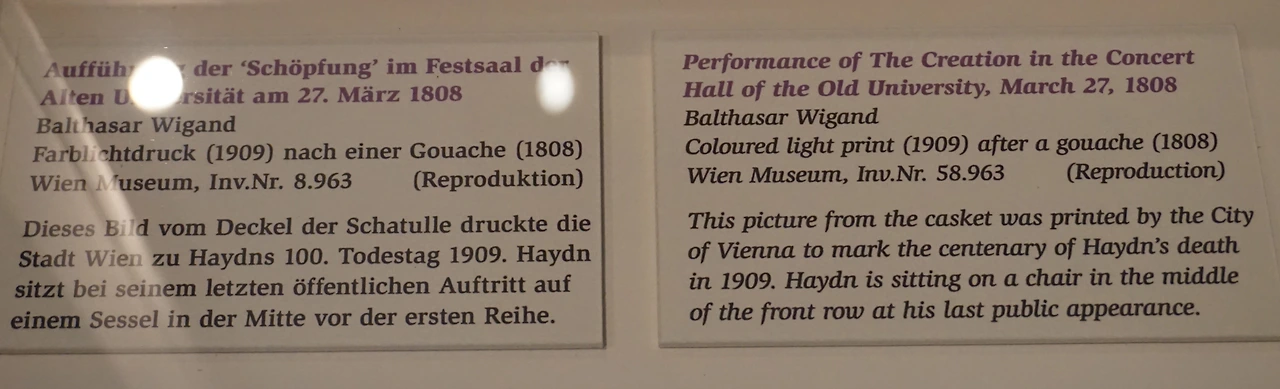 Aufführung der ‘Schöpfung’ im Festsaal der
Alten Universität am 27. März 1808
Balthasar Wigand
Farblichtdruck (1909) nach einer Gouache (1808)
Wien Museum, Inv.Nr. 8.963 (Reproduktion)
Dieses Bild vom Deckel der Schatulle druckte die
Stadt Wien zu Haydns 100. Todestag 1909. Haydn
sitzt bei seinem letzten öffentlichen Auftritt auf
einem Sessel in der Mitte vor der ersten Reihe.
Performance of The Creation in the Concert
Hall of the Old University, March 27, 1808
Balthasar Wigand
Coloured light print (1909) after a gouache (1808)
Wien Museum, Inv.Nr. 58.963 (Reproduction)
This picture from the casket was printed by the City
of Vienna to mark the centenary of Haydn’s death
in 1909. Haydn is sitting on a chair in the middle
of the front row at his last public appearance.